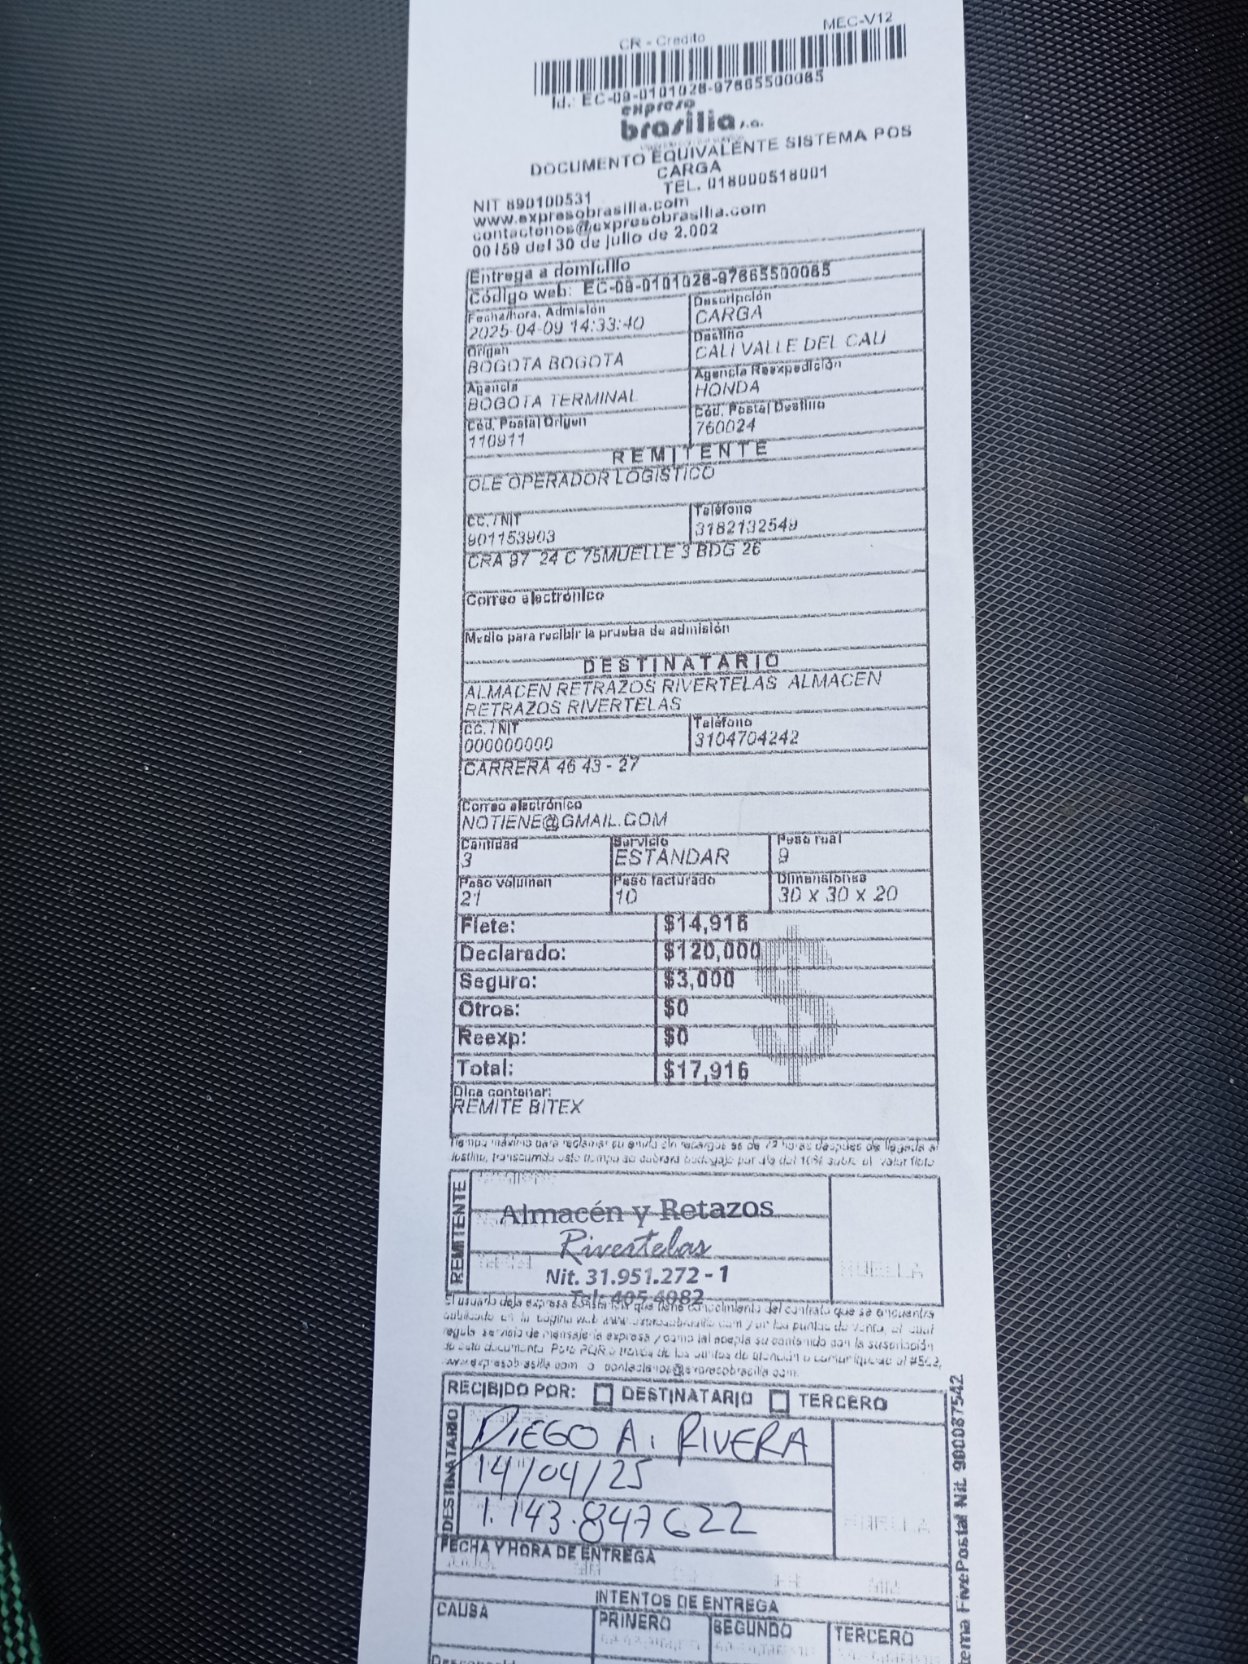 CR - Credito
MEC-V12
Id.: EC-09-0101028-97665500065
expreso
brasilia s.a.
DOCUMENTO EQUIVALENTE SISTEMA POS
CARGA
NIT 890100531
TEL. 018000518001
www.expresobrasilia.com
contactenos@expresobrasilia.com
00159 del 30 de julio de 2.002
Entrega a domicilio
Código web: EC-09-0101028-97665500065
Fecha/hora. Admisión
2025-04-09 14:33:40
Descripción
CARGA
Origen
BOGOTA BOGOTA
Destino
CALI VALLE DEL CAU
Agencia
BOGOTA TERMINAL
Agencia Reexpedición
HONDA
Cód. Postal Origen
110911
Cód. Postal Destino
760024
REMITENTE
OLE OPERADOR LOGISTICO
CC. / NIT
901153903
Teléfono
3182132549
CRA 97 24 C 75MUELLE 3 BDG 26
Correo electrónico
Medio para recibir la prueba de admisión
DESTINATARIO
ALMACEN RETRAZOS RIVERTELAS ALMACEN
RETRAZOS RIVERTELAS
CC. / NIT
000000000
Teléfono
3104704242
CARRERA 46 43 - 27
Correo electrónico
NOTIENE@GMAIL.COM
Cantidad
3
Servicio
ESTANDAR
Peso real
9
Peso volumen
21
Peso facturado
10
Dimensiones
30 x 30 x 20
Flete: $14,916
Declarado: $120,000
Seguro: $3,000
Otros: $0
Reexp: $0
Total: $17,916
$
Dice contener:
REMITE BITEX
REMITENTE
Almacén y Retazos
Rivertelas
Nit. 31.951.272 - 1
Tel: 405 4082
HUELLA
RECIBIDO POR: DESTINATARIO TERCERO
DESTINATARIO
DIEGO A. RIVERA
14/04/25
1.143.847622
HUELLA
FECHA Y HORA DE ENTREGA
INTENTOS DE ENTREGA
CAUSA
PRIMERO
SEGUNDO
TERCERO
FivePostal Nit. 900087542